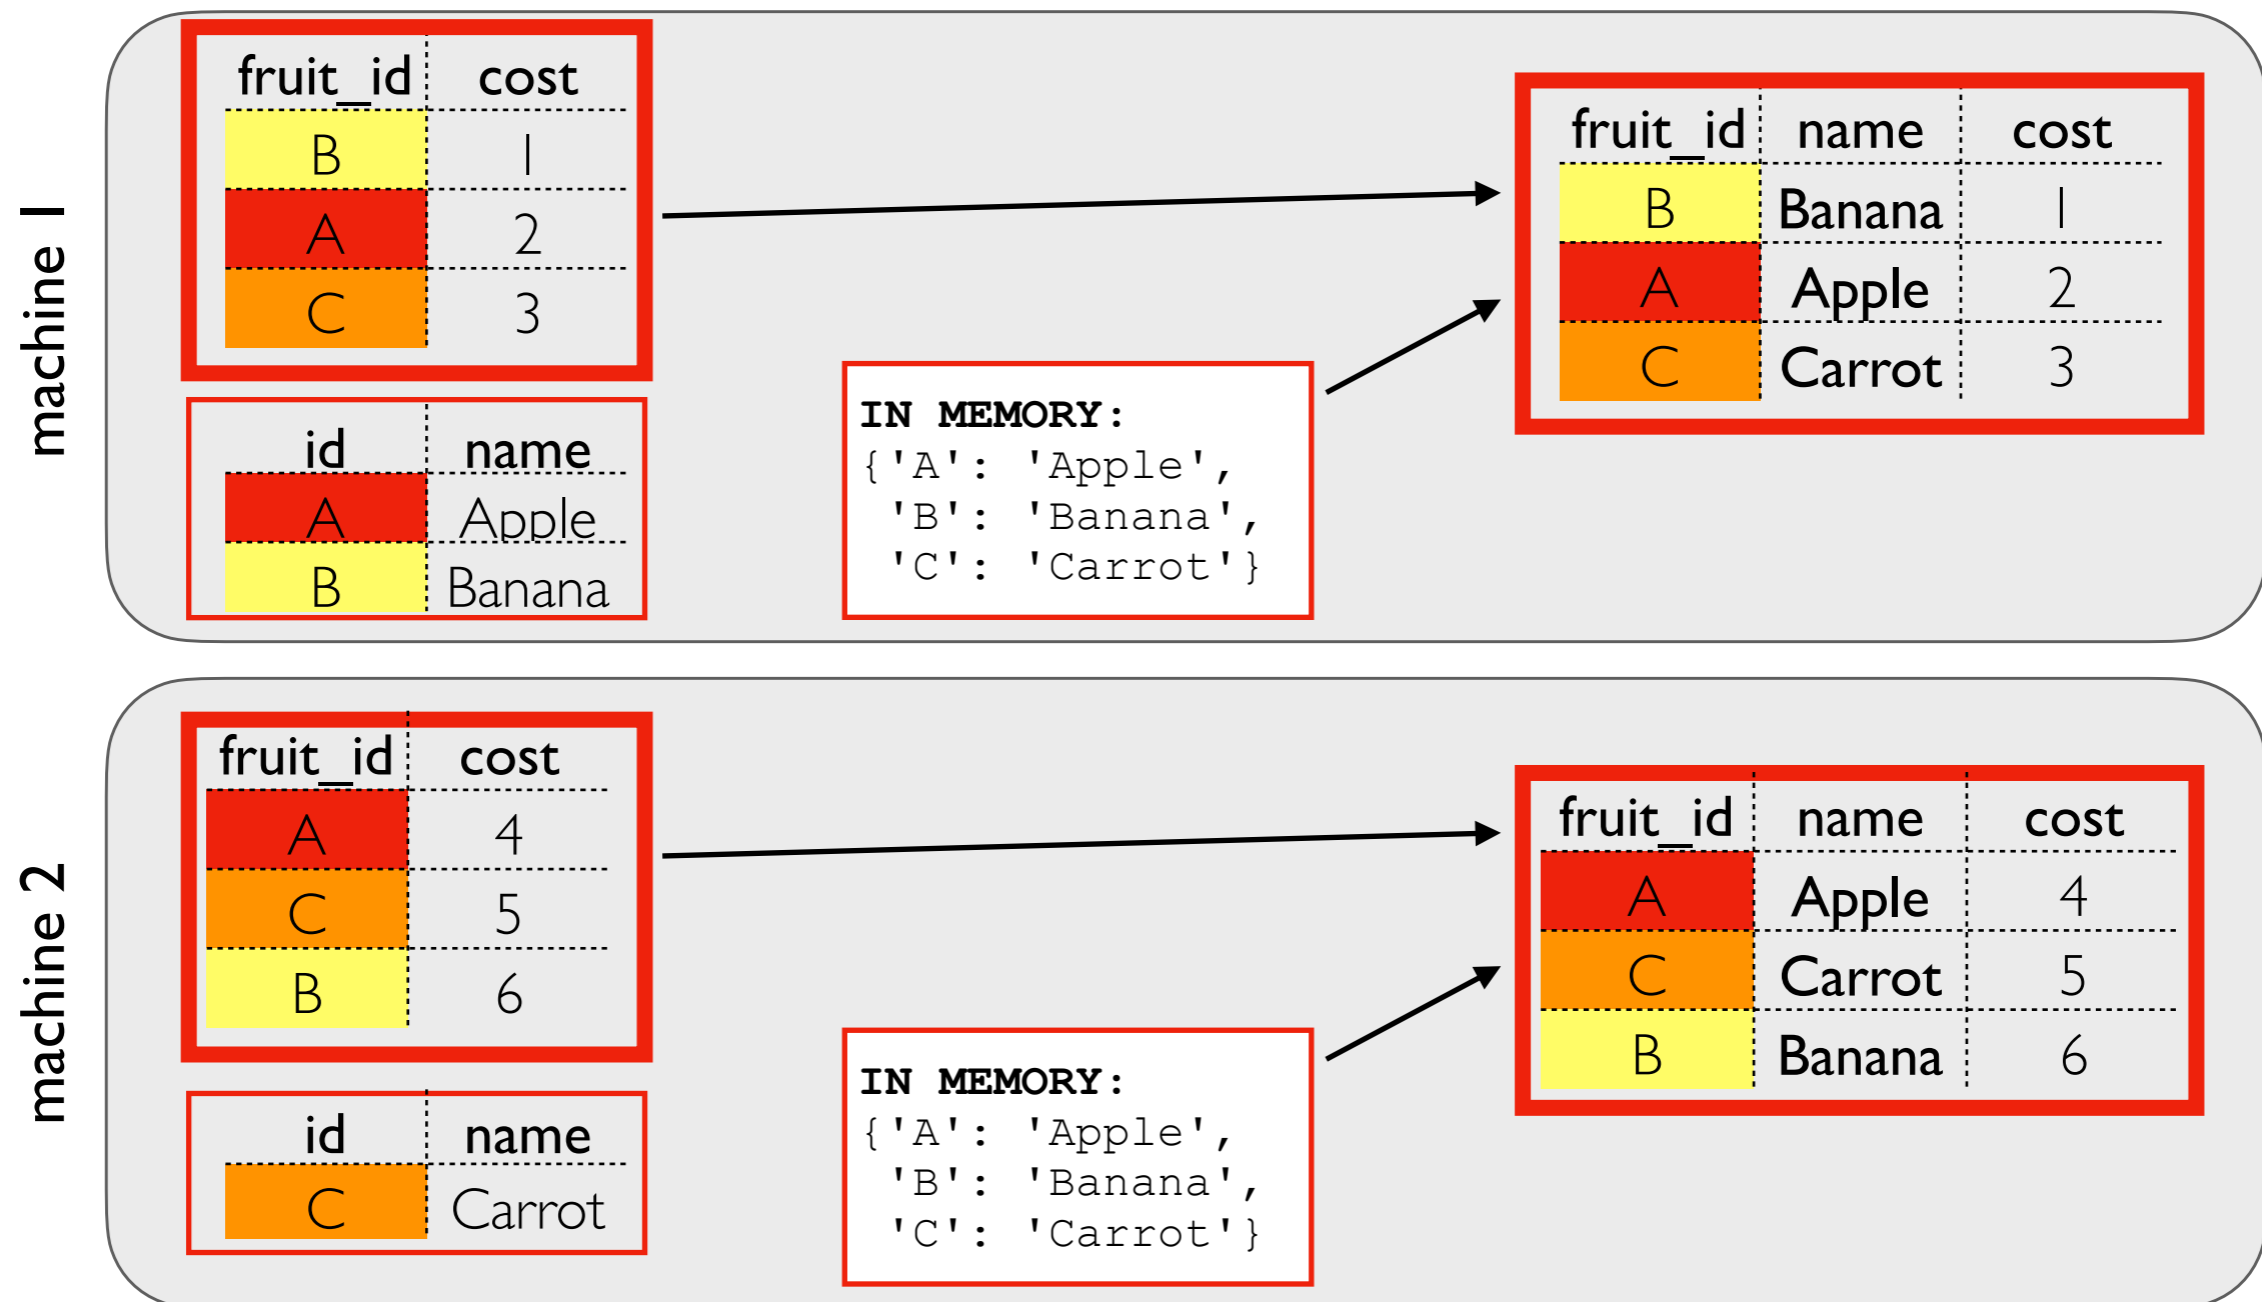 machine 1
fruit_id cost
B 1
A 2
C 3
id name
A Apple
B Banana
IN MEMORY:
{'A': 'Apple',
'B': 'Banana',
'C': 'Carrot'}
fruit_id name cost
B Banana 1
A Apple 2
C Carrot 3
machine 2
fruit_id cost
A 4
C 5
B 6
id name
C Carrot
IN MEMORY:
{'A': 'Apple',
'B': 'Banana',
'C': 'Carrot'}
fruit_id name cost
A Apple 4
C Carrot 5
B Banana 6